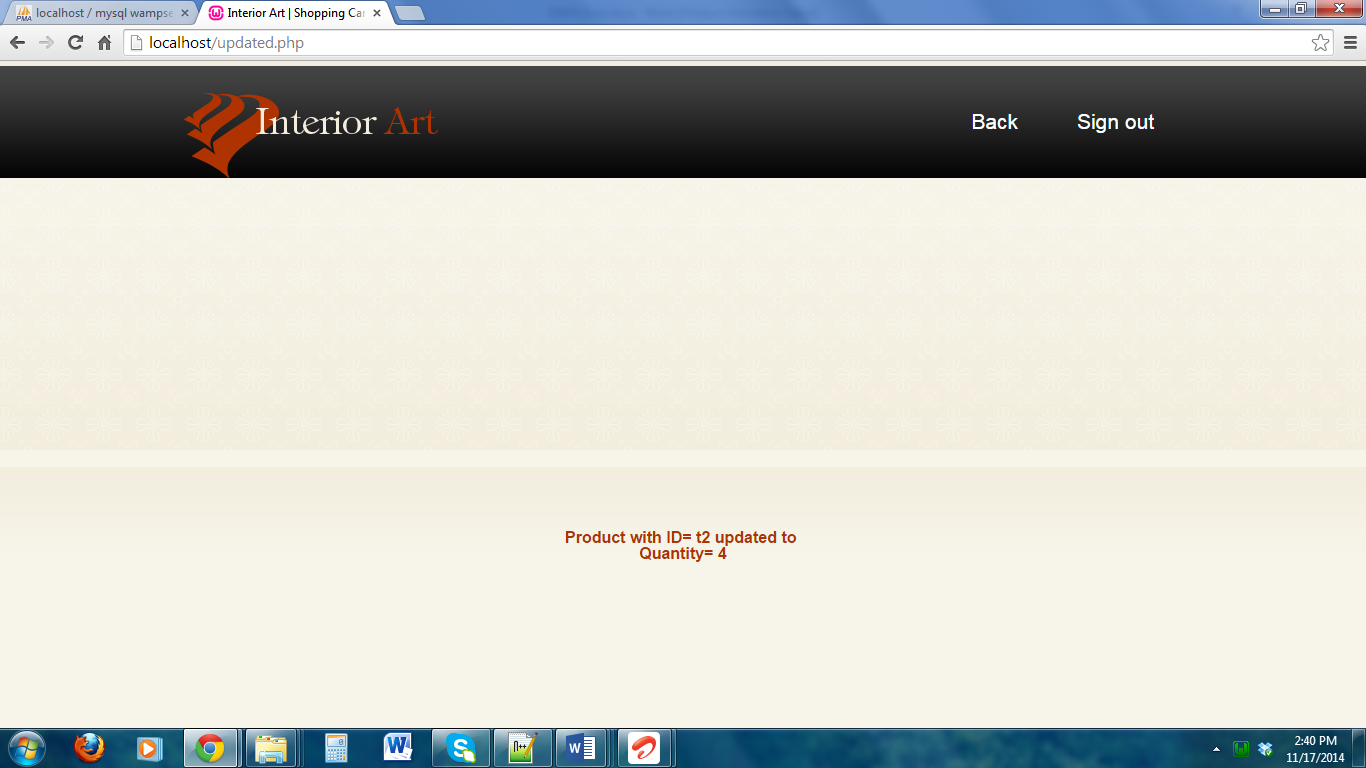 localhost / mysql wampse
Interior Art | Shopping Car
localhost/updated.php
Interior Art
Back
Sign out
Product with ID= t2 updated to
Quantity= 4
2:40 PM
11/17/2014